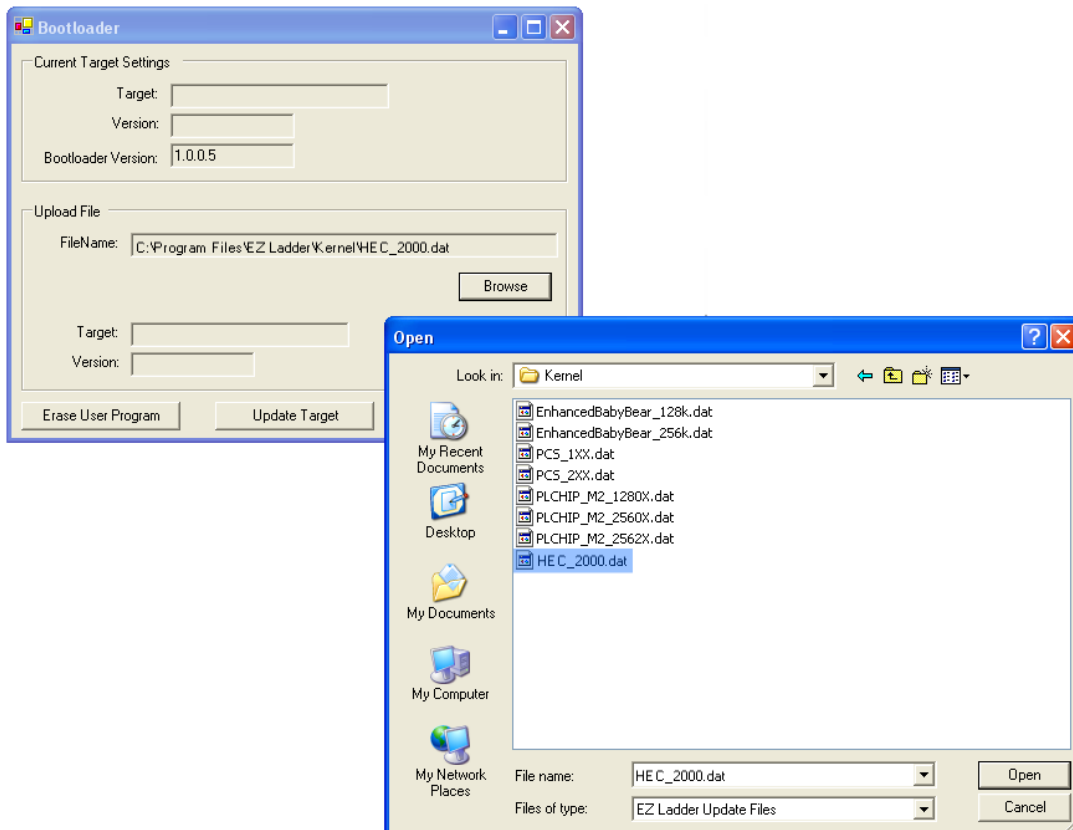 Bootloader
Current Target Settings
Target:
Version:
Bootloader Version: 1.0.0.5
Upload File
FileName: C:\Program Files\EZ Ladder\Kernel\HEC_2000.dat
Browse
Target:
Version:
Erase User Program Update Target
Open
Look in: Kernel
My Recent Documents
Desktop
My Documents
My Computer
My Network Places
EnhancedBabyBear_128k.dat
EnhancedBabyBear_256k.dat
PCS_1XX.dat
PCS_2XX.dat
PLCHIP_M2_1280X.dat
PLCHIP_M2_2560X.dat
PLCHIP_M2_2562X.dat
HEC_2000.dat
File name: HEC_2000.dat Open
Files of type: EZ Ladder Update Files Cancel